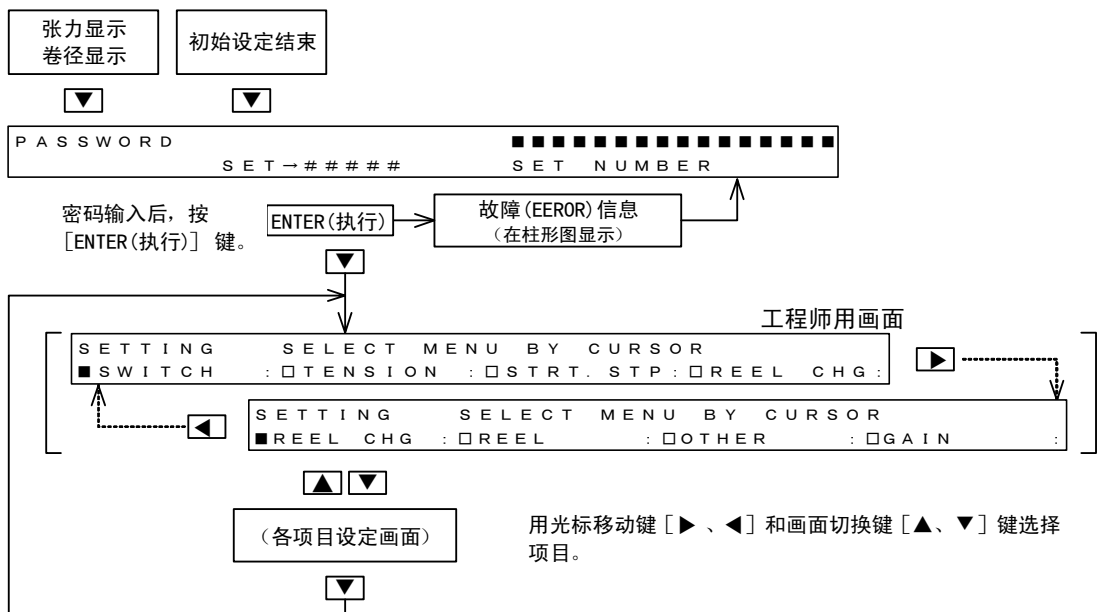 张力显示
卷径显示
初始设定结束
▼ ▼
PASSWORD ■■■■■■■■■■■■■■■■
SET→##### SET NUMBER
密码输入后，按
［ENTER(执行)］ 键。
ENTER(执行)
故障(EEROR)信息
（在柱形图显示）
▼
工程师用画面
SETTING SELECT MENU BY CURSOR
■SWITCH :□TENSION :□STRT. STP:□REEL CHG:
▶
SETTING SELECT MENU BY CURSOR
■REEL CHG :□REEL :□OTHER :□GAIN :
◀
▲ ▼
（各项目设定画面）
用光标移动键［▶、◀］和画面切换键［▲、▼］键选择
项目。
▼